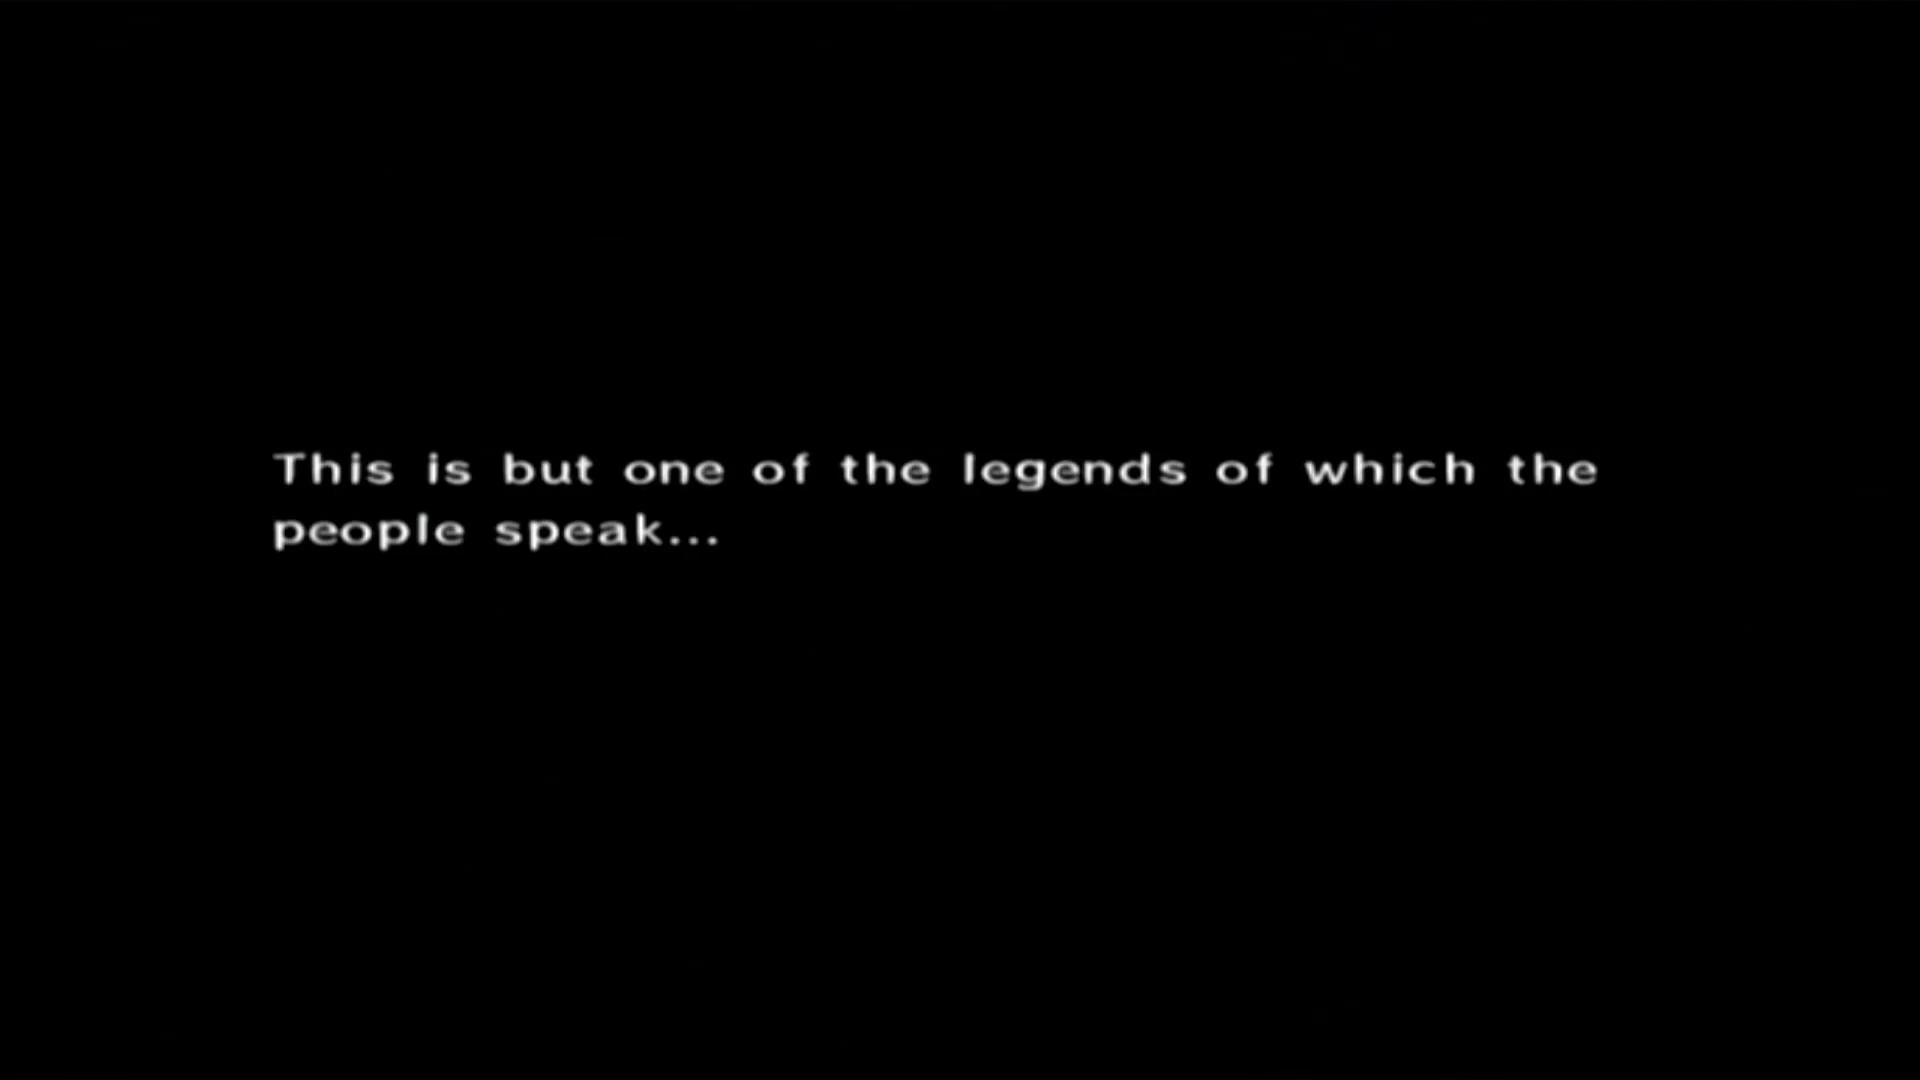 This is but one of the legends of which the
people speak...